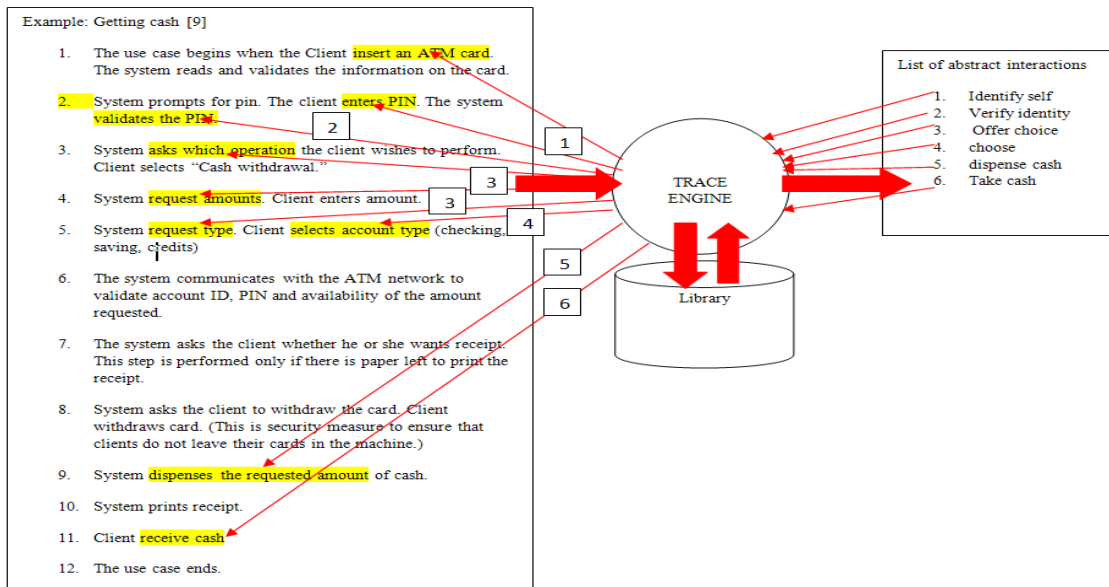 Example: Getting cash [9]
1. The use case begins when the Client insert an ATM card.
The system reads and validates the information on the card.
2. System prompts for pin. The client enters PIN. The system
validates the PIN.
3. System asks which operation the client wishes to perform.
Client selects “Cash withdrawal.”
4. System request amounts. Client enters amount.
5. System request type. Client selects account type (checking,
saving, credits)
6. The system communicates with the ATM network to
validate account ID, PIN and availability of the amount
requested.
7. The system asks the client whether he or she wants receipt.
This step is performed only if there is paper left to print the
receipt.
8. System asks the client to withdraw the card. Client
withdraws card. (This is security measure to ensure that
clients do not leave their cards in the machine.)
9. System dispenses the requested amount of cash.
10. System prints receipt.
11. Client receive cash
12. The use case ends.
1
2
3
3
4
5
6
TRACE
ENGINE
Library
List of abstract interactions
1. Identify self
2. Verify identity
3. Offer choice
4. choose
5. dispense cash
6. Take cash